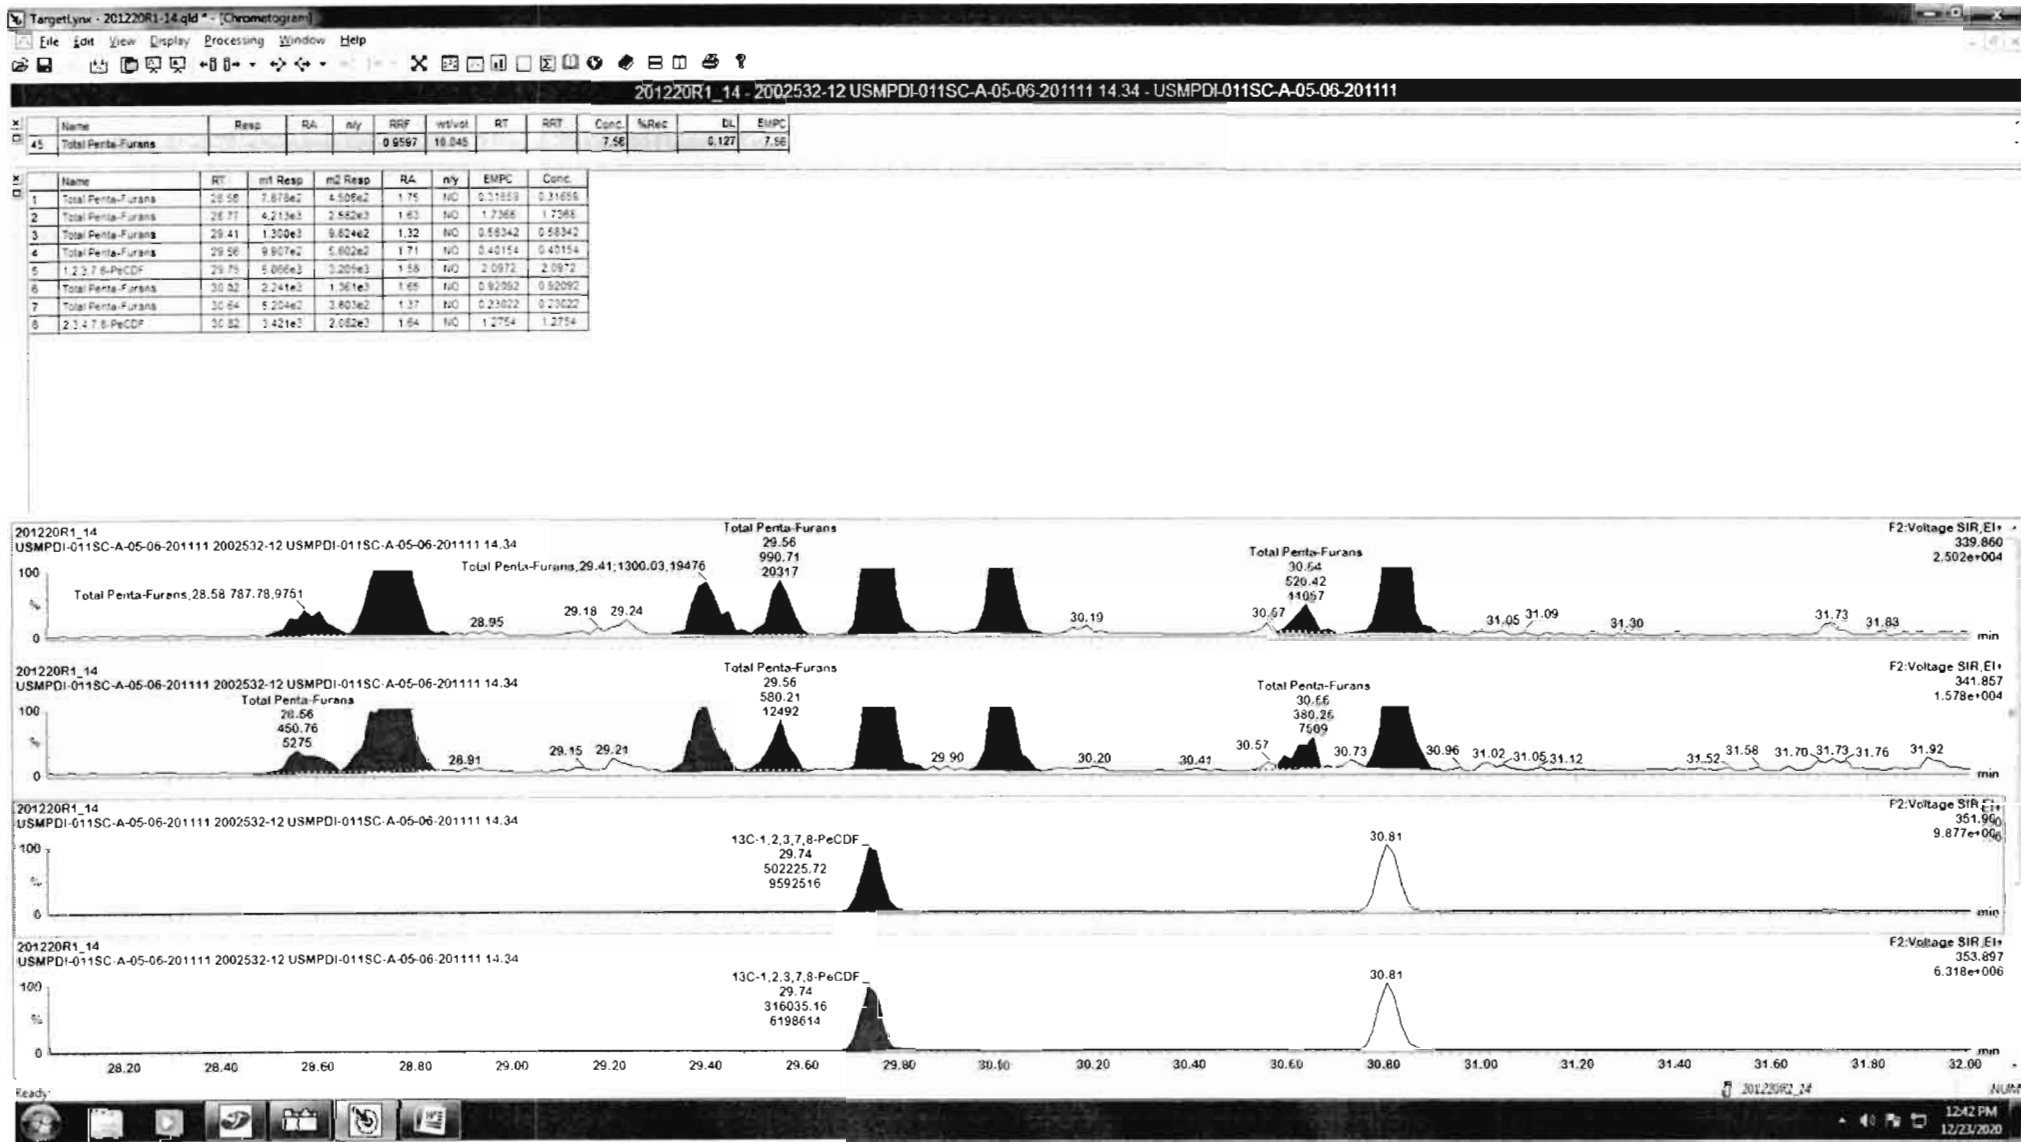 TargetLynx - 201220R1-14.qld * - [Chromatogram]
File Edit View Display Processing Window Help
201220R1_14 - 2002532-12 USMPDI-011SC-A-05-06-201111 14.34 - USMPDI-011SC-A-05-06-201111
Name Resp RA n/y RRF wt/vol RT RRT Conc. %Rec DL EMPC
45 Total Penta-Furans 0.9597 10.045 7.56 0.127 7.56
Name RT m1 Resp m2 Resp RA n/y EMPC Conc.
1 Total Penta-Furans 28.58 7.878e2 4.508e2 1.75 NO 0.31659 0.31659
2 Total Penta-Furans 28.77 4.213e3 2.582e3 1.63 NO 1.7368 1.7368
3 Total Penta-Furans 29.41 1.300e3 9.824e2 1.32 NO 0.58342 0.58342
4 Total Penta-Furans 29.56 9.907e2 5.802e2 1.71 NO 0.40154 0.40154
5 1,2,3,7,8-PeCDF 29.75 5.066e3 3.205e3 1.58 NO 2.0972 2.0972
6 Total Penta-Furans 30.02 2.241e3 1.361e3 1.65 NO 0.92092 0.92092
7 Total Penta-Furans 30.64 5.204e2 3.803e2 1.37 NO 0.23022 0.23022
8 2,3,4,7,8-PeCDF 30.82 3.421e3 2.082e3 1.64 NO 1.2754 1.2754
201220R1_14
USMPDI-011SC-A-05-06-201111 2002532-12 USMPDI-011SC-A-05-06-201111 14.34
F2:Voltage SIR,EI+
339.860
2.502e+004
Total Penta-Furans
29.56
990.71
20317
Total Penta-Furans,29.41;1300.03,19476
Total Penta-Furans,28.58 787.78,9751
Total Penta-Furans
30.64
520.42
11067
100
%
0
28.95 29.18 29.24 30.19 30.57 31.05 31.09 31.30 31.73 31.83
min
201220R1_14
USMPDI-011SC-A-05-06-201111 2002532-12 USMPDI-011SC-A-05-06-201111 14.34
F2:Voltage SIR,EI+
341.857
1.578e+004
Total Penta-Furans
28.56
450.76
5275
Total Penta-Furans
29.56
580.21
12492
Total Penta-Furans
30.66
380.26
7509
100
%
0
28.91 29.15 29.21 29.90 30.20 30.41 30.57 30.73 30.96 31.02 31.05 31.12 31.52 31.58 31.70 31.73 31.76 31.92
min
201220R1_14
USMPDI-011SC-A-05-06-201111 2002532-12 USMPDI-011SC-A-05-06-201111 14.34
F2:Voltage SIR,EI+
351.900
9.877e+006
13C-1,2,3,7,8-PeCDF
29.74
502225.72
9592516
30.81
100
%
0
min
201220R1_14
USMPDI-011SC-A-05-06-201111 2002532-12 USMPDI-011SC-A-05-06-201111 14.34
F2:Voltage SIR,EI+
353.897
6.318e+006
13C-1,2,3,7,8-PeCDF
29.74
316035.16
6198614
30.81
100
%
0
min
28.20 28.40 28.60 28.80 29.00 29.20 29.40 29.60 29.80 30.00 30.20 30.40 30.60 30.80 31.00 31.20 31.40 31.60 31.80 32.00
Ready
201220R1_14
NUM
12:42 PM
12/23/2020